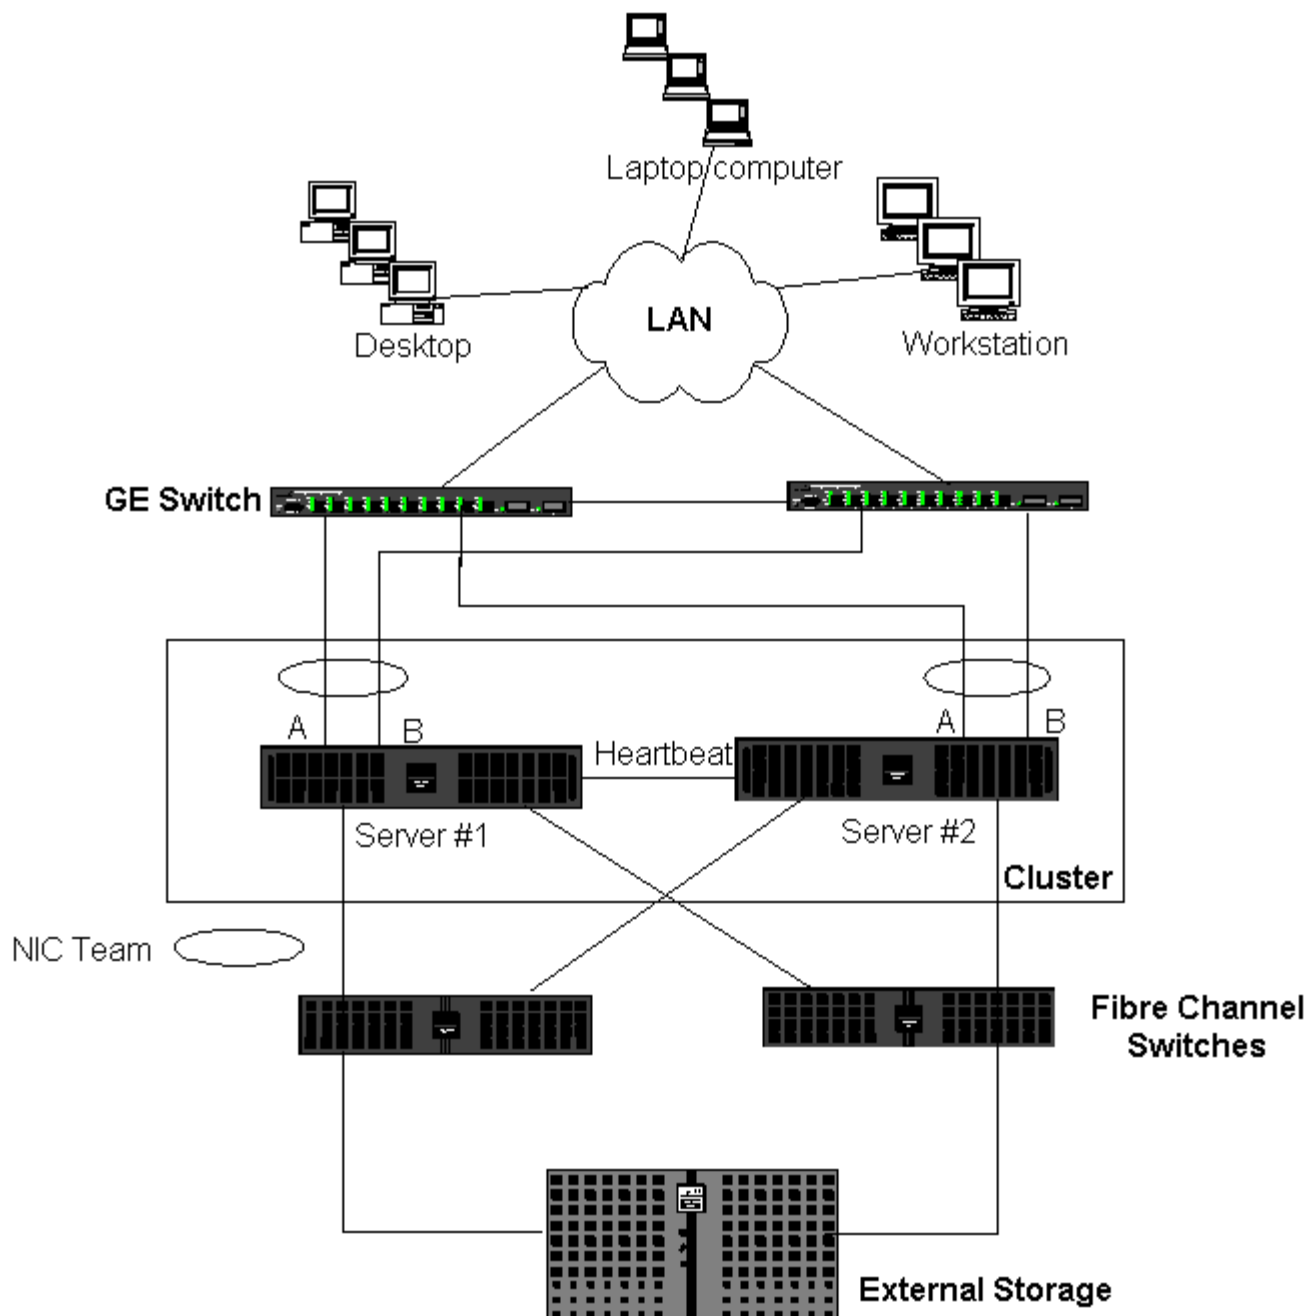 Laptop computer
Desktop
LAN
Workstation
GE Switch
A
B
A
B
Heartbeat
Server #1
Server #2
Cluster
NIC Team
Fibre Channel
Switches
External Storage